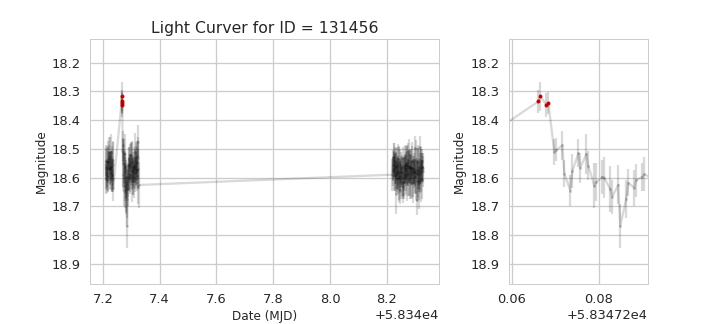 Light Curver for ID = 131456
Magnitude
18.2
18.3
18.4
18.5
18.6
18.7
18.8
18.9
7.2 7.4 7.6 7.8 8.0 8.2
Date (MJD)
+5.834e4
Magnitude
18.2
18.3
18.4
18.5
18.6
18.7
18.8
18.9
0.06 0.08
+5.83472e4